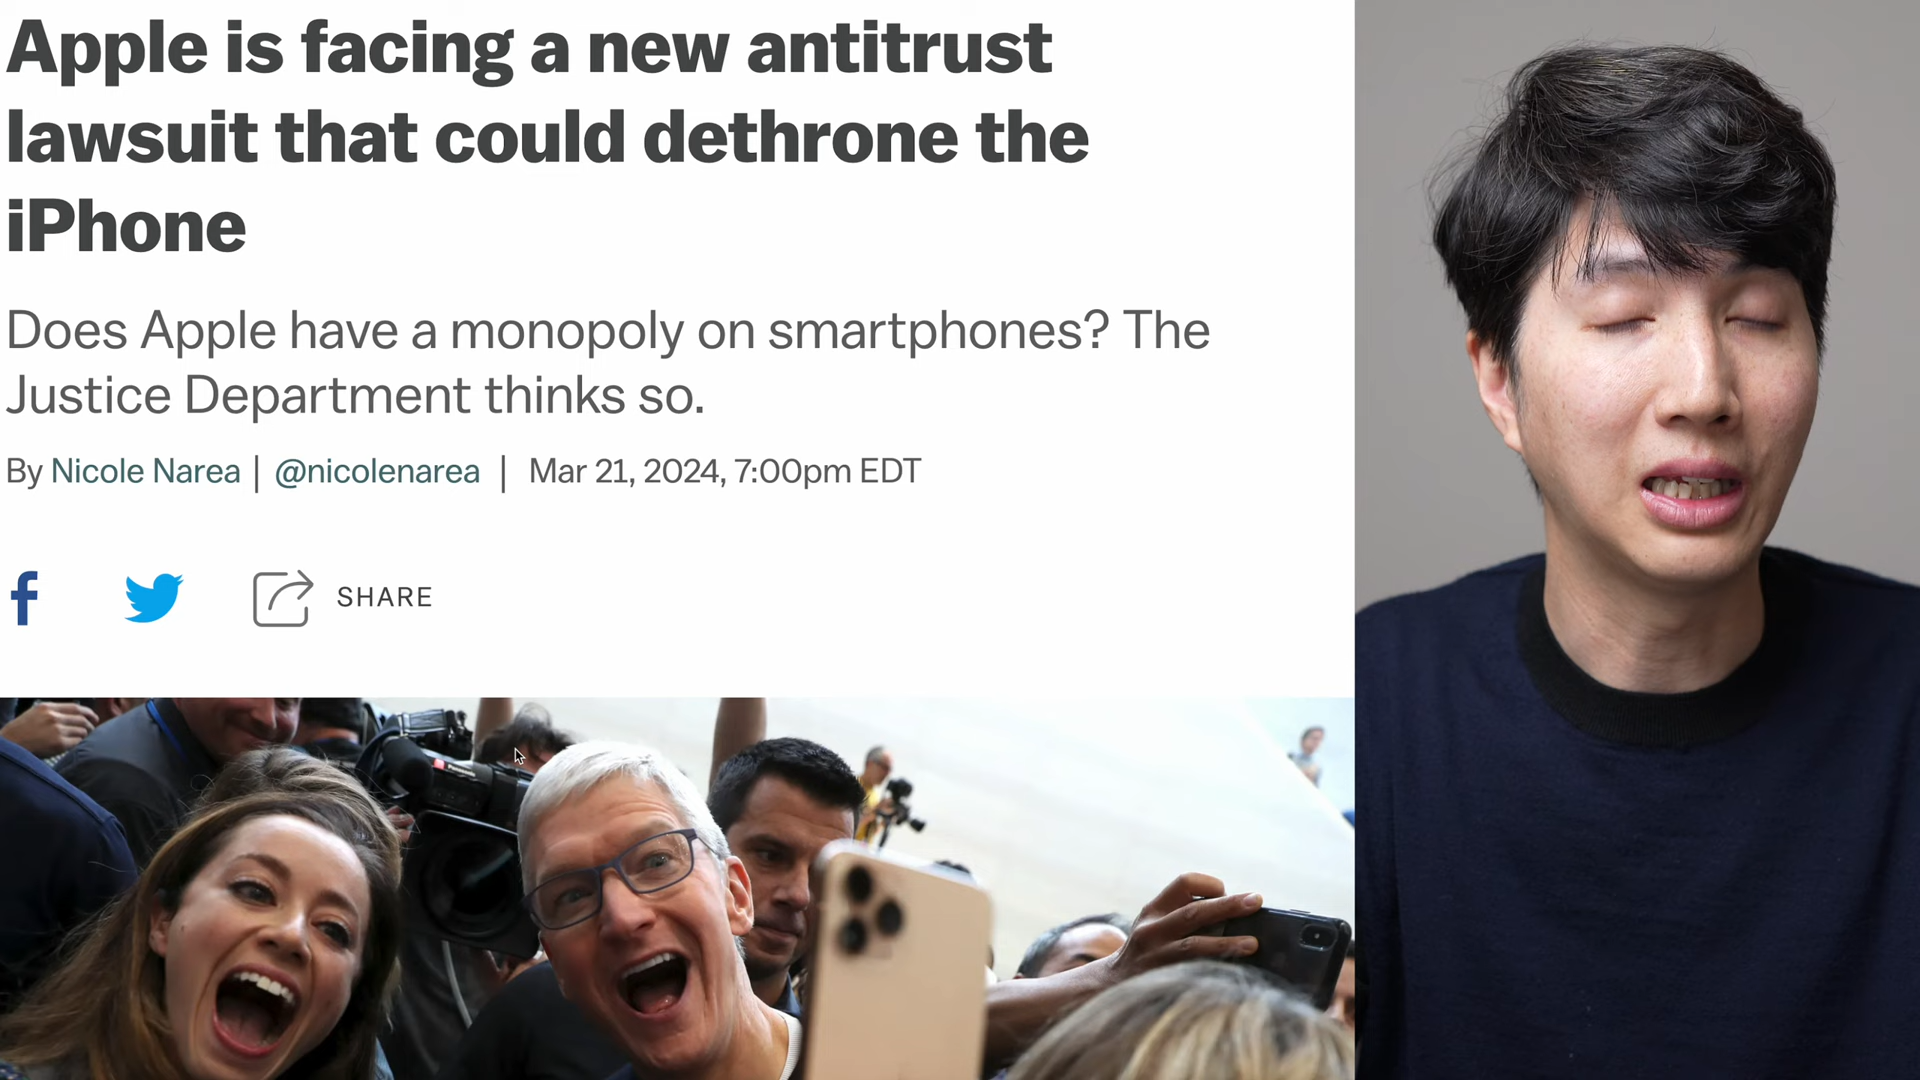 Apple is facing a new antitrust
lawsuit that could dethrone the
iPhone
Does Apple have a monopoly on smartphones? The
Justice Department thinks so.
By Nicole Narea | @nicolenarea | Mar 21, 2024, 7:00pm EDT
SHARE